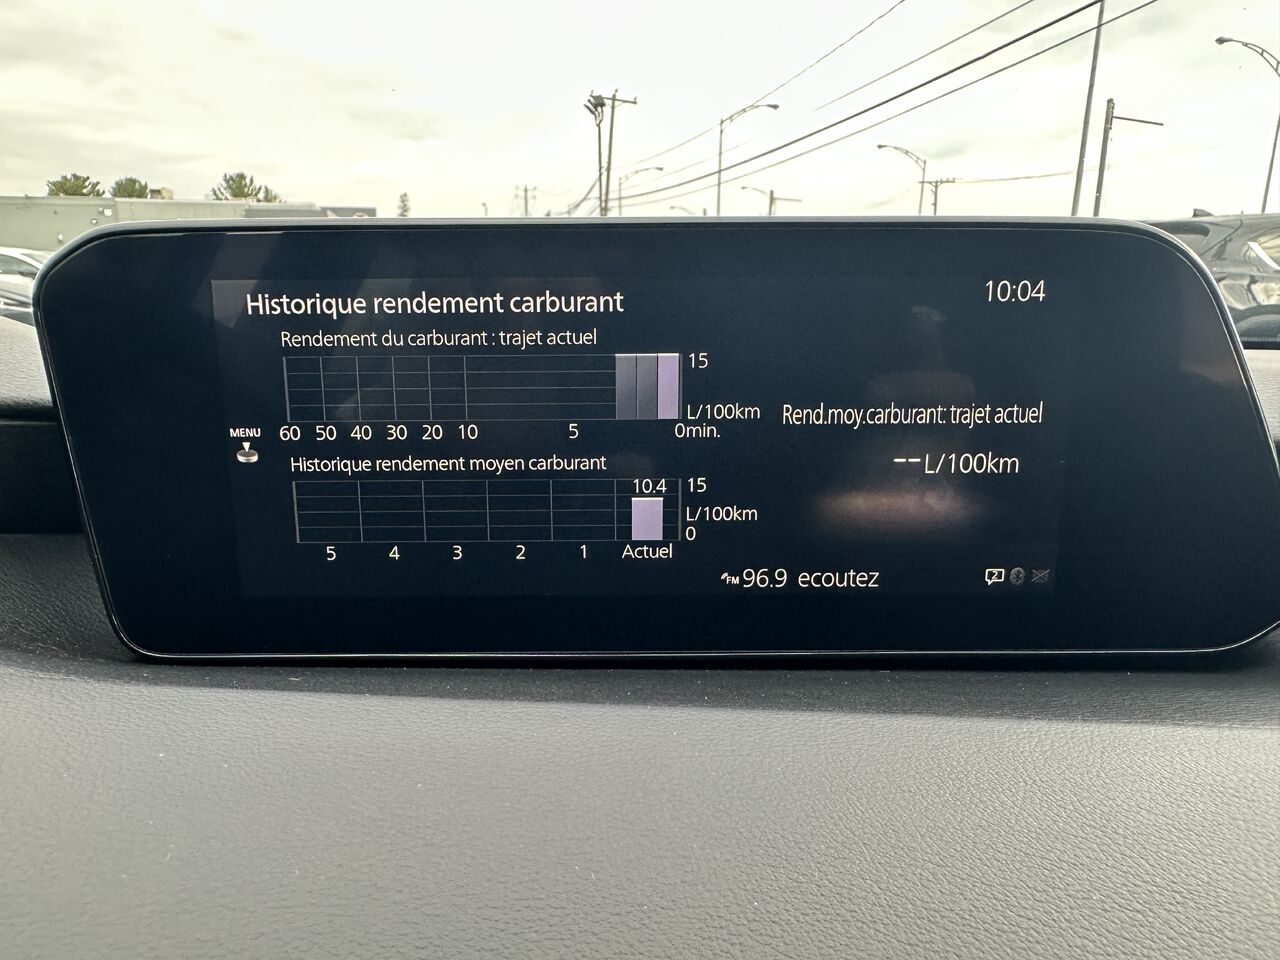 Historique rendement carburant
10:04
Rendement du carburant : trajet actuel
15
L/100km
60 50 40 30 20 10 5 0min.
Rend.moy.carburant: trajet actuel
--L/100km
MENU
Historique rendement moyen carburant
10.4
15
L/100km
0
5 4 3 2 1 Actuel
FM 96.9 ecoutez
2